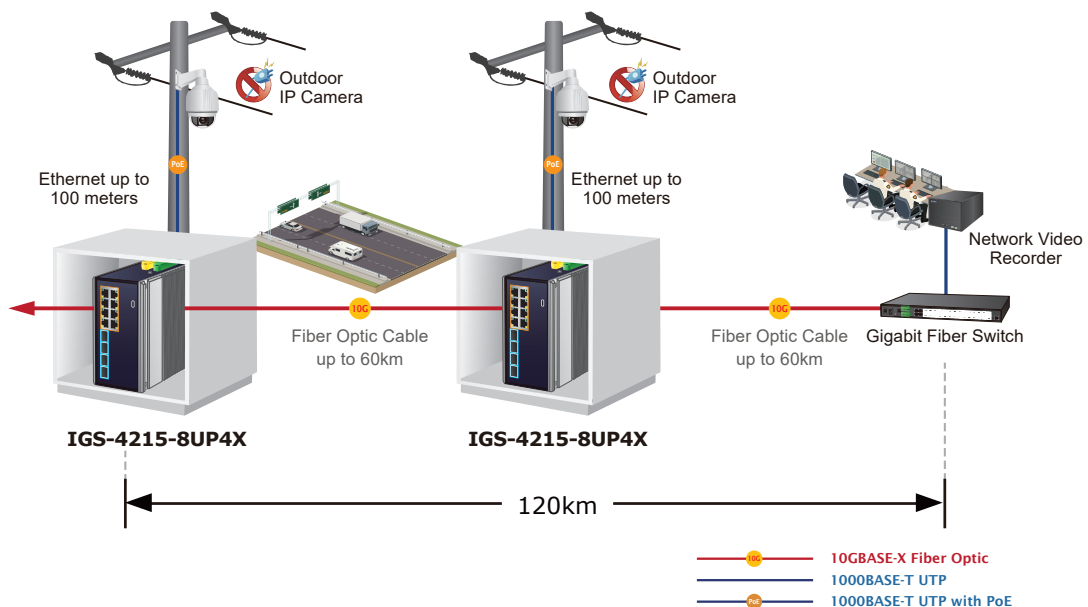 Outdoor
IP Camera
Outdoor
IP Camera
PoE
PoE
Ethernet up to
100 meters
Ethernet up to
100 meters
Network Video
Recorder
10G
10G
Fiber Optic Cable
up to 60km
Fiber Optic Cable
up to 60km
Gigabit Fiber Switch
IGS-4215-8UP4X
IGS-4215-8UP4X
120km
10G
10GBASE-X Fiber Optic
1000BASE-T UTP
PoE
1000BASE-T UTP with PoE